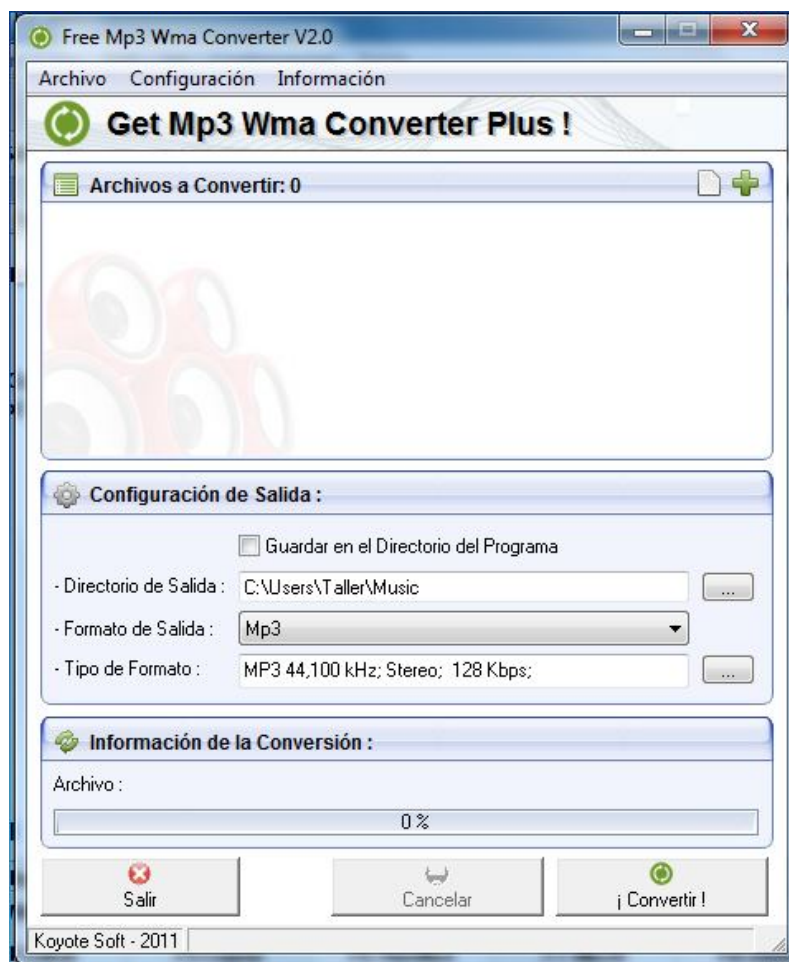 Free Mp3 Wma Converter V2.0
Archivo Configuración Información
Get Mp3 Wma Converter Plus !
Archivos a Convertir: 0
Configuración de Salida :
Guardar en el Directorio del Programa
- Directorio de Salida : C:\Users\Taller\Music ...
- Formato de Salida : Mp3
- Tipo de Formato : MP3 44,100 kHz; Stereo; 128 Kbps; ...
Información de la Conversión :
Archivo :
0 %
Salir Cancelar ¡ Convertir !
Koyote Soft - 2011